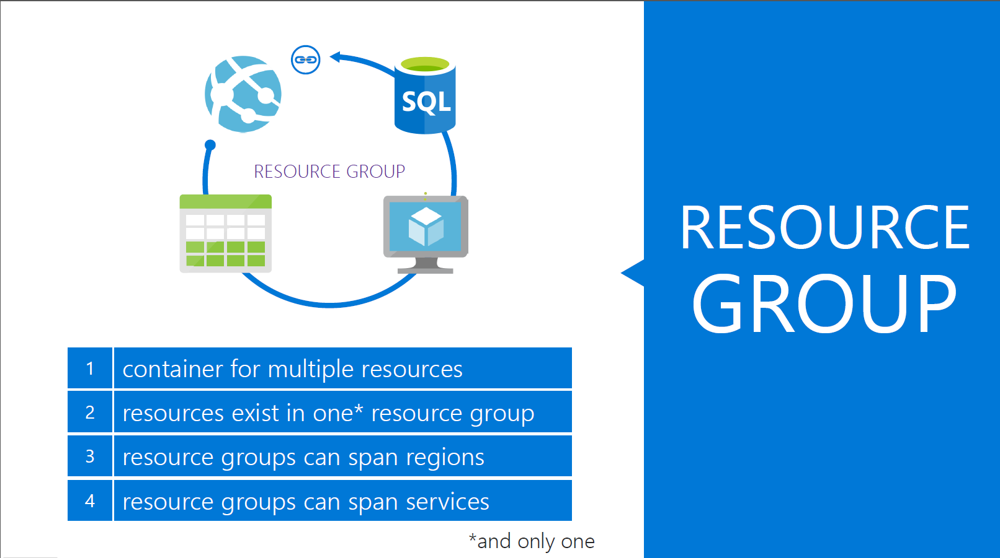 SQL
RESOURCE GROUP
1 container for multiple resources
2 resources exist in one* resource group
3 resource groups can span regions
4 resource groups can span services
*and only one
RESOURCE
GROUP